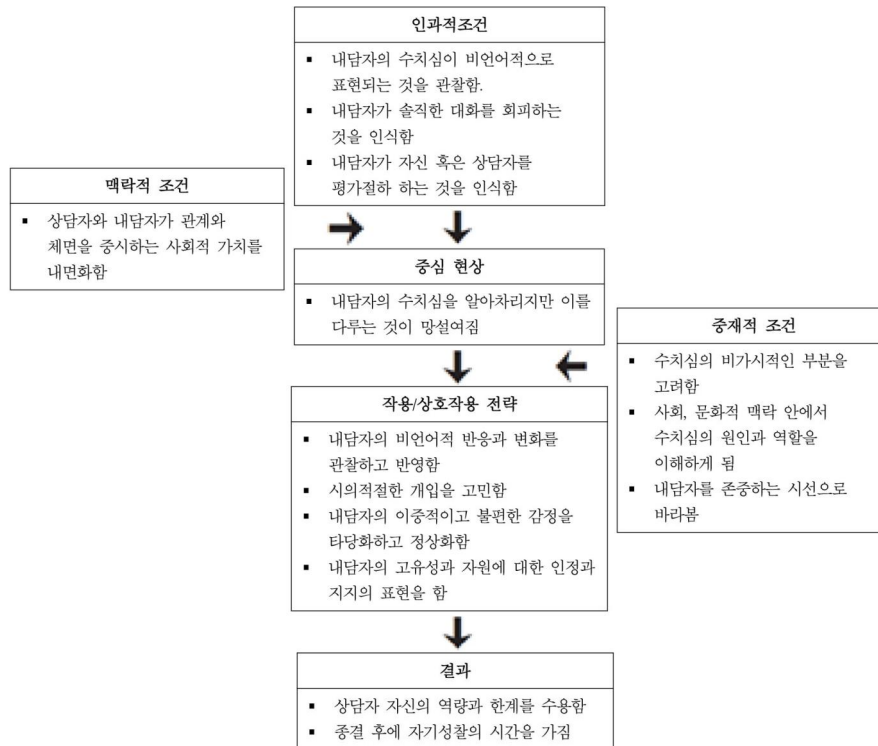 인과적조건
▪ 내담자의 수치심이 비언어적으로
표현되는 것을 관찰함.
▪ 내담자가 솔직한 대화를 회피하는
것을 인식함
▪ 내담자가 자신 혹은 상담자를
평가절하 하는 것을 인식함
맥락적 조건
▪ 상담자와 내담자가 관계와
체면을 중시하는 사회적 가치를
내면화함
중심 현상
▪ 내담자의 수치심을 알아차리지만 이를
다루는 것이 망설여짐
중재적 조건
▪ 수치심의 비가시적인 부분을
고려함
▪ 사회, 문화적 맥락 안에서
수치심의 원인과 역할을
이해하게 됨
▪ 내담자를 존중하는 시선으로
바라봄
작용/상호작용 전략
▪ 내담자의 비언어적 반응과 변화를
관찰하고 반영함
▪ 시의적절한 개입을 고민함
▪ 내담자의 이중적이고 불편한 감정을
타당화하고 정상화함
▪ 내담자의 고유성과 자원에 대한 인정과
지지의 표현을 함
결과
▪ 상담자 자신의 역량과 한계를 수용함
▪ 종결 후에 자기성찰의 시간을 가짐